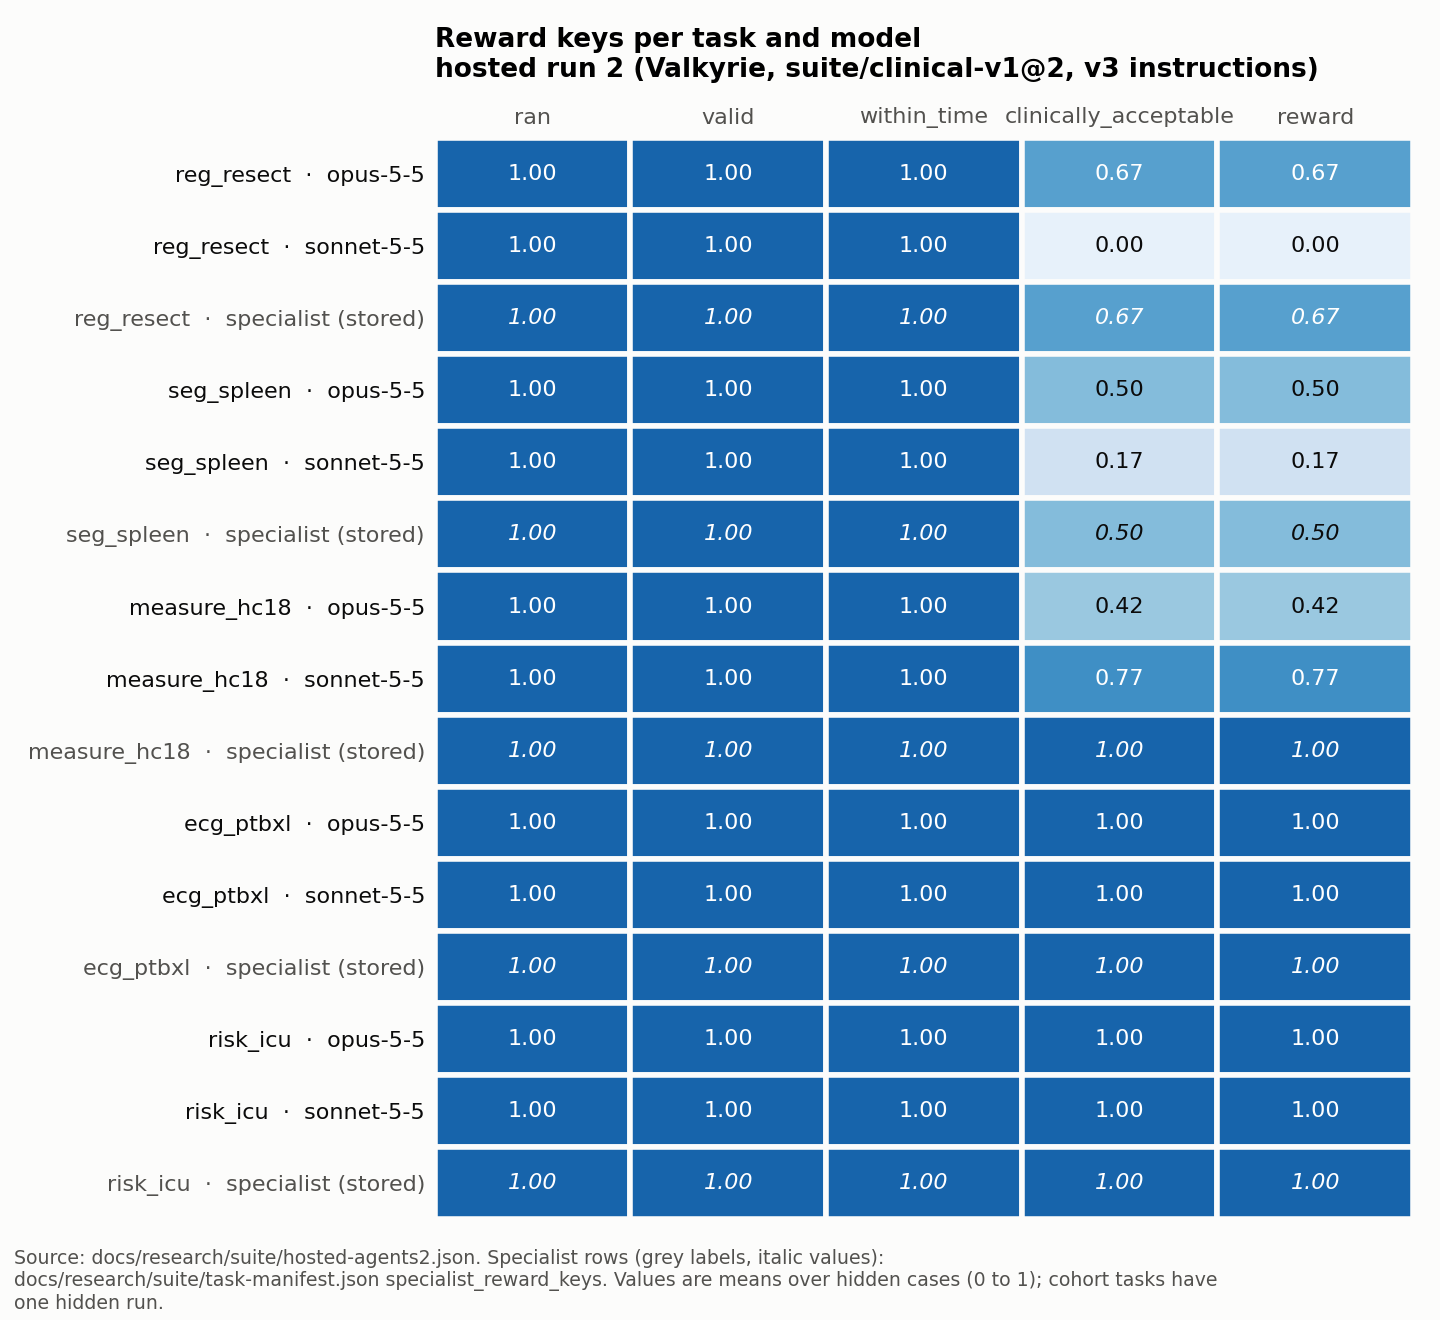 Reward keys per task and model
hosted run 2 (Valkyrie, suite/clinical-v1@2, v3 instructions)
ran valid within_time clinically_acceptable reward
reg_resect · opus-5-5 1.00 1.00 1.00 0.67 0.67
reg_resect · sonnet-5-5 1.00 1.00 1.00 0.00 0.00
reg_resect · specialist (stored) 1.00 1.00 1.00 0.67 0.67
seg_spleen · opus-5-5 1.00 1.00 1.00 0.50 0.50
seg_spleen · sonnet-5-5 1.00 1.00 1.00 0.17 0.17
seg_spleen · specialist (stored) 1.00 1.00 1.00 0.50 0.50
measure_hc18 · opus-5-5 1.00 1.00 1.00 0.42 0.42
measure_hc18 · sonnet-5-5 1.00 1.00 1.00 0.77 0.77
measure_hc18 · specialist (stored) 1.00 1.00 1.00 1.00 1.00
ecg_ptbxl · opus-5-5 1.00 1.00 1.00 1.00 1.00
ecg_ptbxl · sonnet-5-5 1.00 1.00 1.00 1.00 1.00
ecg_ptbxl · specialist (stored) 1.00 1.00 1.00 1.00 1.00
risk_icu · opus-5-5 1.00 1.00 1.00 1.00 1.00
risk_icu · sonnet-5-5 1.00 1.00 1.00 1.00 1.00
risk_icu · specialist (stored) 1.00 1.00 1.00 1.00 1.00
Source: docs/research/suite/hosted-agents2.json. Specialist rows (grey labels, italic values):
docs/research/suite/task-manifest.json specialist_reward_keys. Values are means over hidden cases (0 to 1); cohort tasks have
one hidden run.